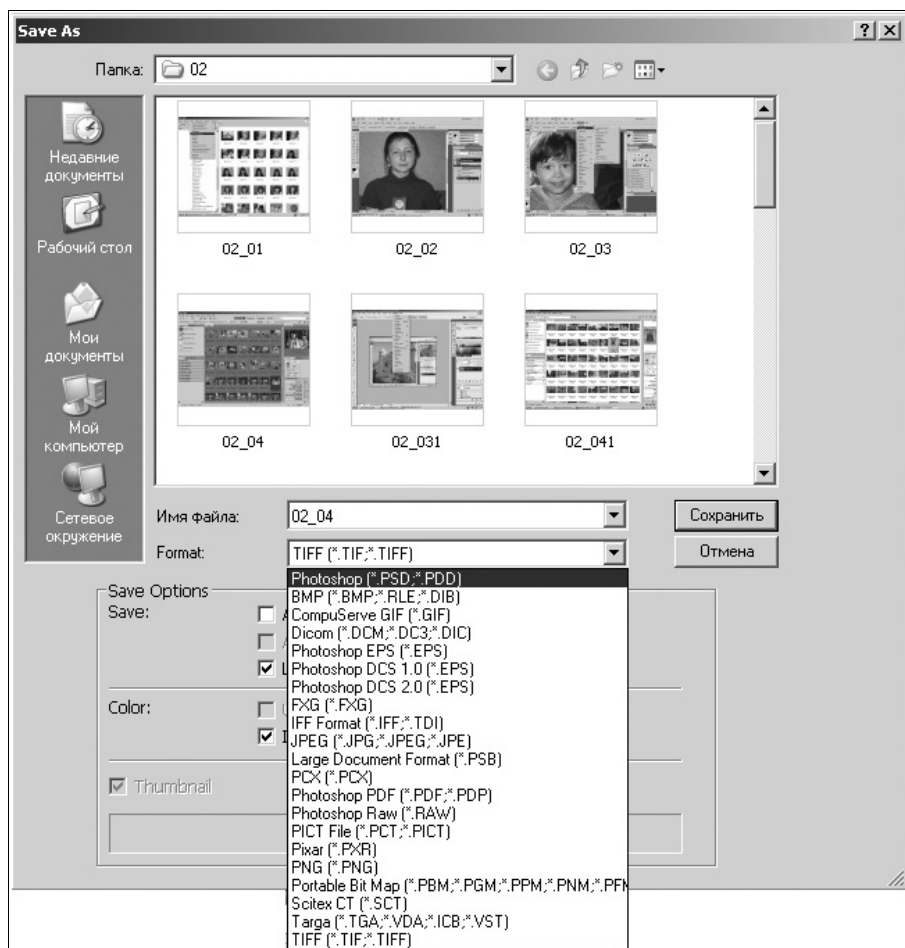 Save As
Папка:
02
Недавние
документы
Рабочий стол
Мои
документы
Мой
компьютер
Сетевое
окружение
02_01
02_02
02_03
02_04
02_031
02_041
Имя файла:
02_04
Сохранить
Format:
TIFF (*.TIF;*.TIFF)
Отмена
Photoshop (*.PSD;*.PDD)
BMP (*.BMP;*.RLE;*.DIB)
CompuServe GIF (*.GIF)
Dicom (*.DCM;*.DC3;*.DIC)
Photoshop EPS (*.EPS)
Photoshop DCS 1.0 (*.EPS)
Photoshop DCS 2.0 (*.EPS)
FXG (*.FXG)
IFF Format (*.IFF;*.TDI)
JPEG (*.JPG;*.JPEG;*.JPE)
Large Document Format (*.PSB)
PCX (*.PCX)
Photoshop PDF (*.PDF;*.PDP)
Photoshop Raw (*.RAW)
PICT File (*.PCT;*.PICT)
Pixar (*.PXR)
PNG (*.PNG)
Portable Bit Map (*.PBM;*.PGM;*.PPM;*.PNM;*.PFM
Scitex CT (*.SCT)
Targa (*.TGA;*.VDA;*.ICB;*.VST)
TIFF (*.TIF;*.TIFF)
Save Options
Save:
Color:
Thumbnail